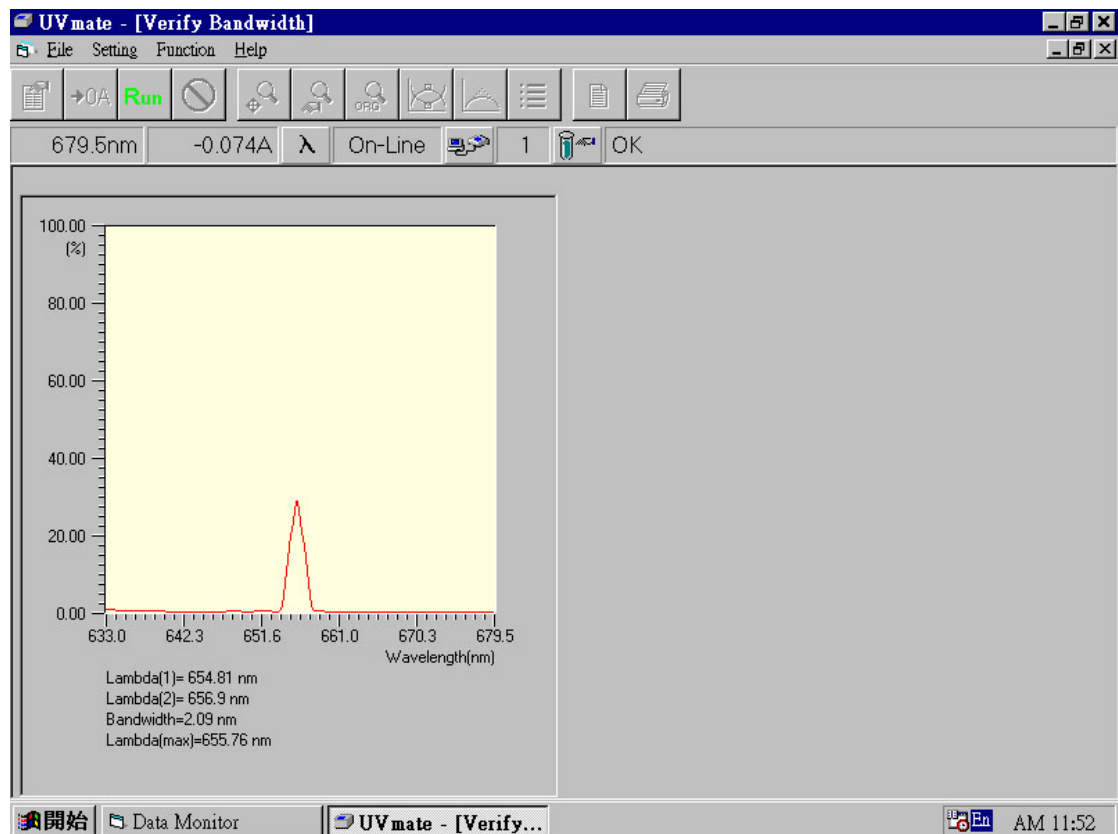 UVmate - [Verify Bandwidth]
Eile Setting Function Help
→0A Run ORG
679.5nm -0.074A λ On-Line 1 OK
100.00
(%)
80.00
60.00
40.00
20.00
0.00
633.0 642.3 651.6 661.0 670.3 679.5
Wavelength(nm)
Lambda(1)= 654.81 nm
Lambda(2)= 656.9 nm
Bandwidth=2.09 nm
Lambda(max)=655.76 nm
開始 Data Monitor UVmate - [Verify... En AM 11:52